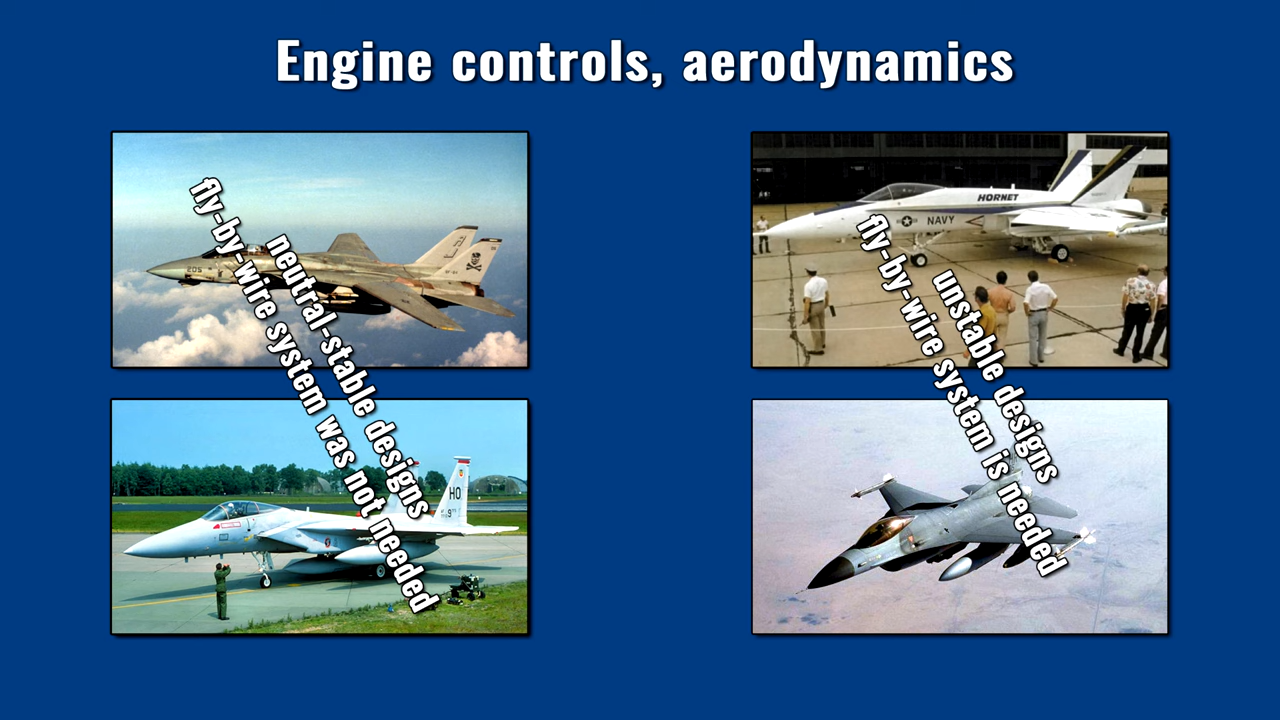 Engine controls, aerodynamics
neutral-stable designs
fly-by-wire system was not needed
unstable designs
fly-by-wire system is needed
205
HORNET
NAVY
HO